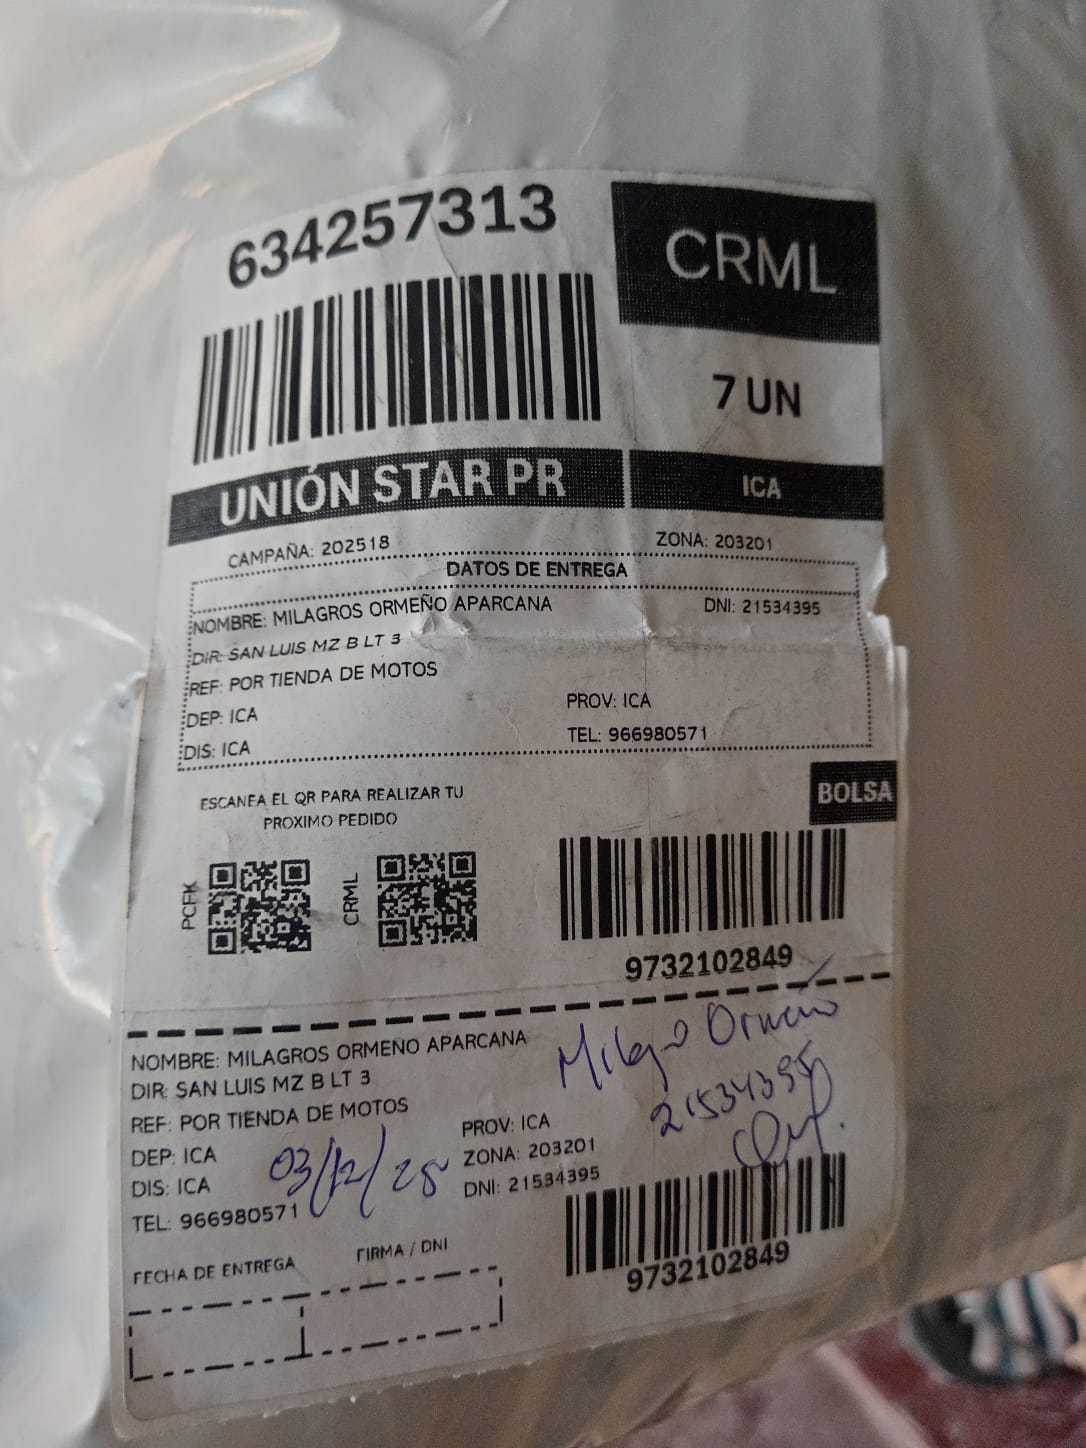 634257313
CRML
7 UN
UNIÓN STAR PR
ICA
CAMPAÑA: 202518
ZONA: 203201
DATOS DE ENTREGA
NOMBRE: MILAGROS ORMEÑO APARCANA DNI: 21534395
DIR: SAN LUIS MZ B LT 3
REF: POR TIENDA DE MOTOS
DEP: ICA PROV: ICA
DIS: ICA TEL: 966980571
ESCANEA EL QR PARA REALIZAR TU
PROXIMO PEDIDO
BOLSA
PCFK
CRML
9732102849
NOMBRE: MILAGROS ORMEÑO APARCANA
DIR: SAN LUIS MZ B LT 3
REF: POR TIENDA DE MOTOS
DEP: ICA PROV: ICA
DIS: ICA ZONA: 203201
TEL: 966980571 DNI: 21534395
03/12/25
Ormeño
21534395
FECHA DE ENTREGA FIRMA / DNI
9732102849